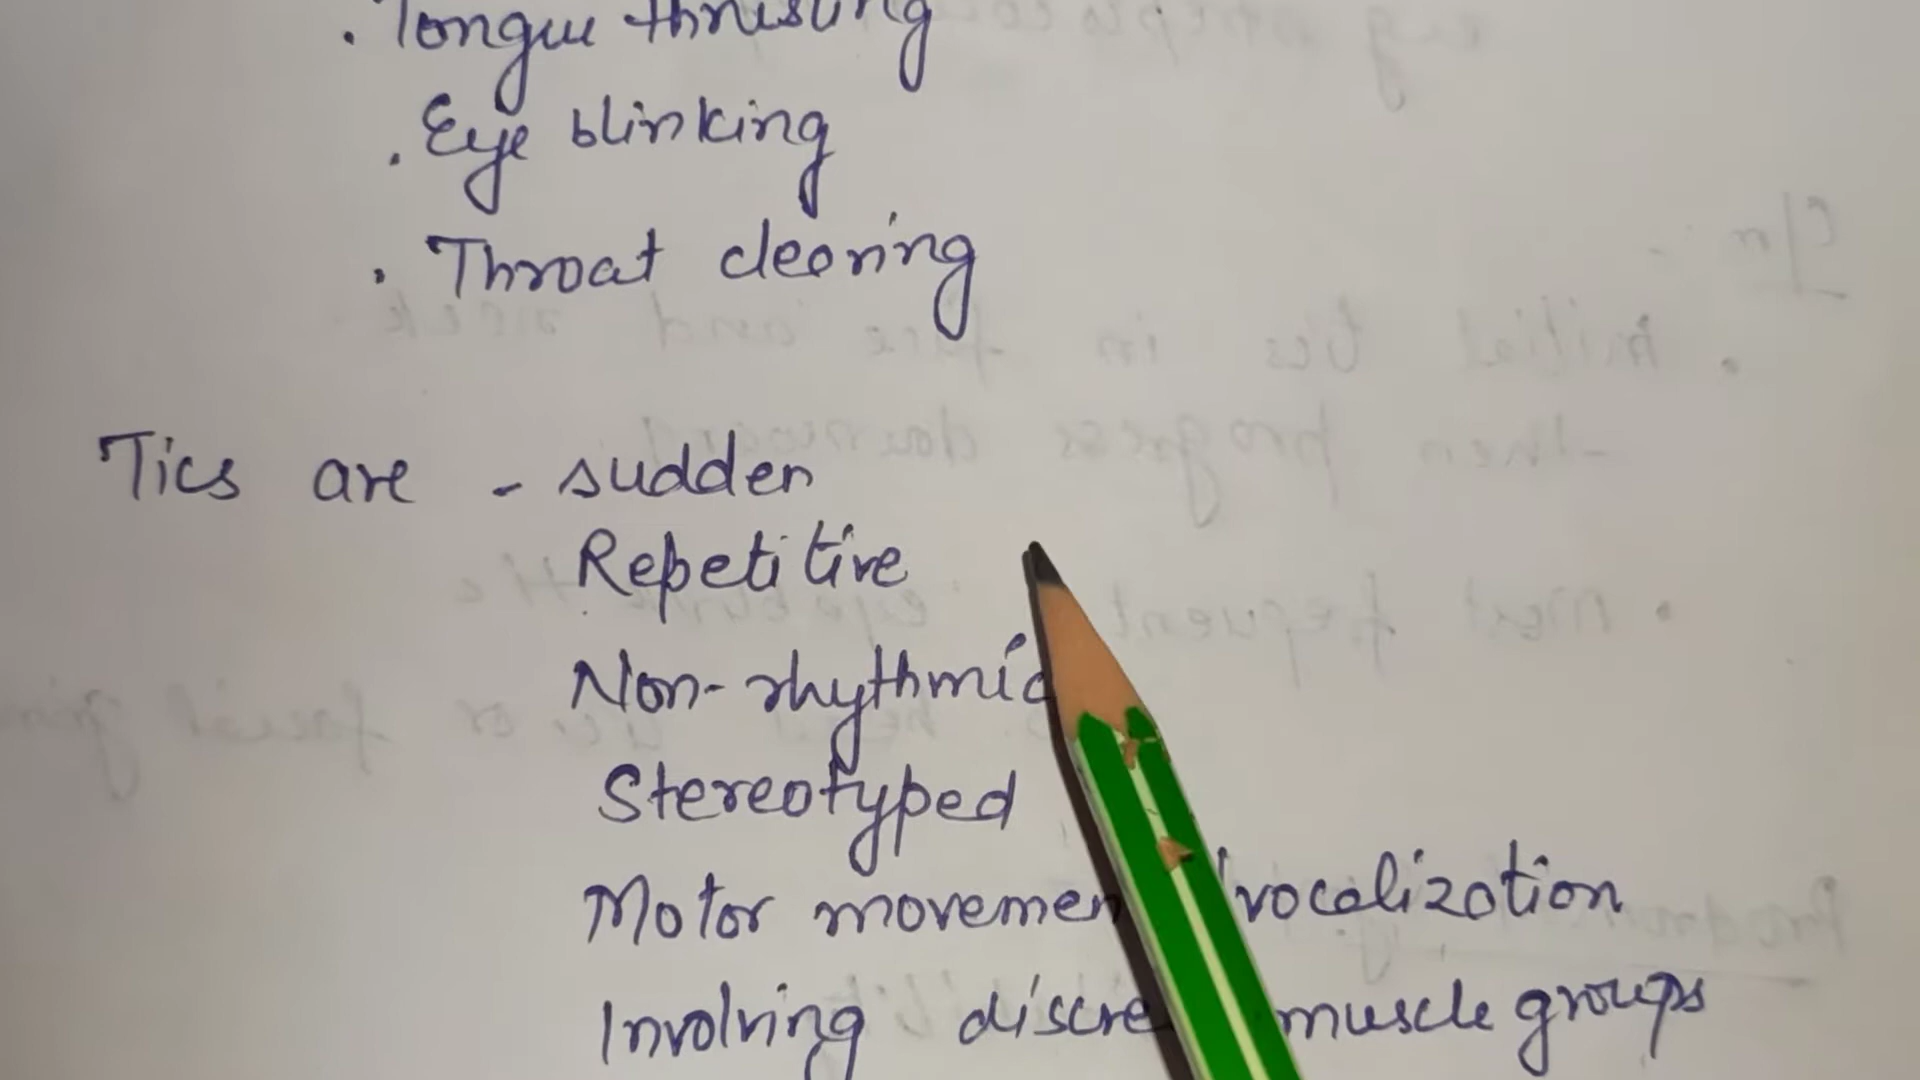 . Tongue thrusting
. Eye blinking
. Throat clearing
Tics are - sudden
Repetitive
Non-rhythmic
Stereotyped
Motor movemen /vocalization
Involving discre muscle groups